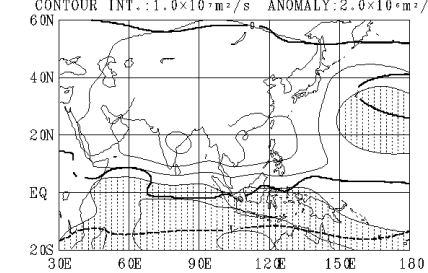 CONTOUR INT.:1.0×10⁷m²/s ANOMALY:2.0×10⁶m²/
60N
0
40N
20N
EQ
20S
30E 60E 90E 120E 150E 180